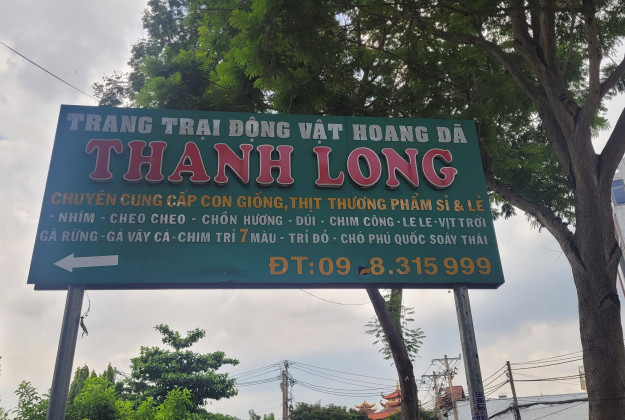 TRANG TRẠI ĐỘNG VẬT HOANG DÃ
THANH LONG
CHUYÊN CUNG CẤP CON GIỐNG, THỊT THƯƠNG PHẨM SỈ & LẺ
- NHÍM - CHEO CHEO - CHỒN HƯƠNG - DÚI - CHIM CÔNG - LE LE - VỊT TRỜI
GÀ RỪNG - GÀ VẢY CÁ - CHIM TRĨ 7 MÀU - TRĨ ĐỎ - CHÓ PHÚ QUỐC SOÁY THÁI
ĐT: 09 8.315 999